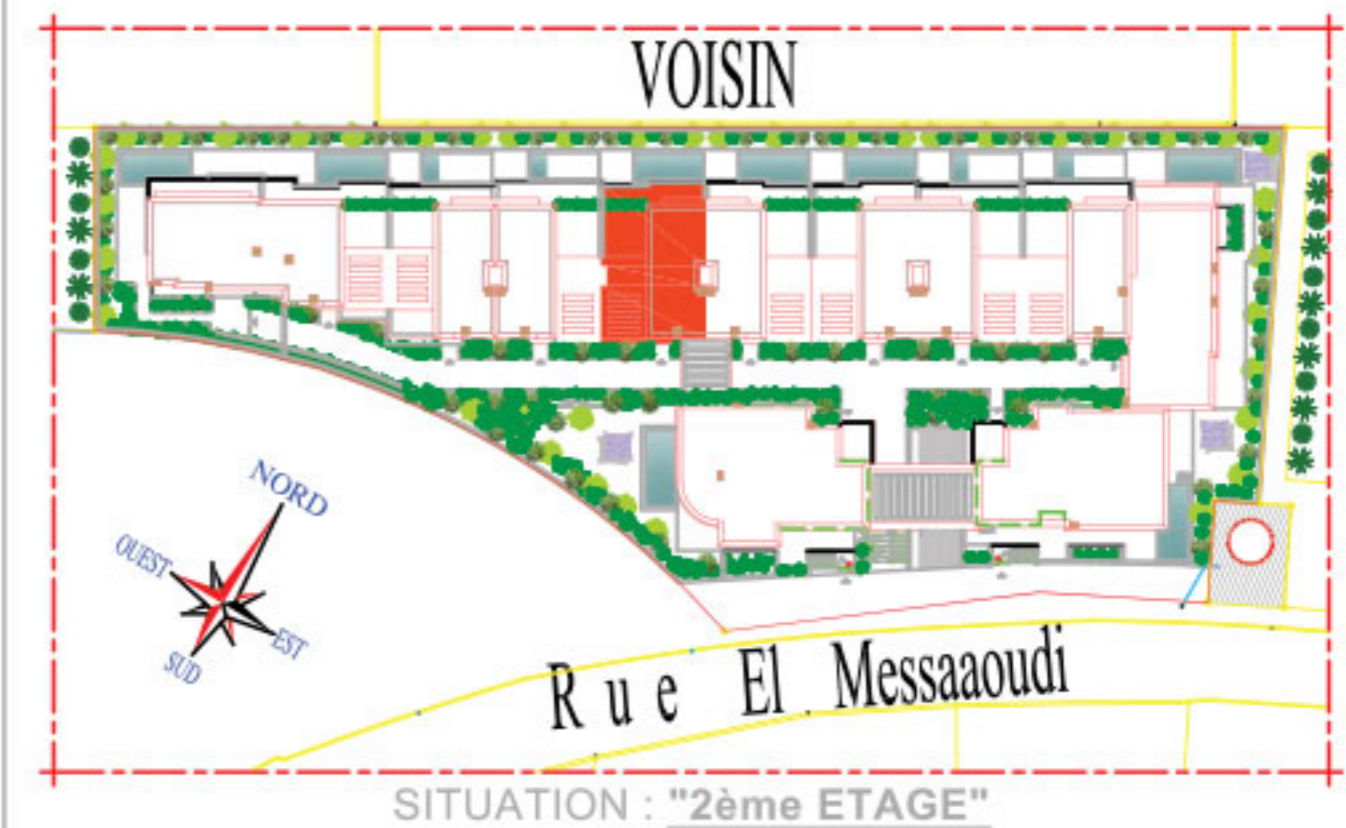 VOISIN
NORD
OUEST
EST
SUD
Rue El Messaaoudi
SITUATION : "2ème ETAGE"